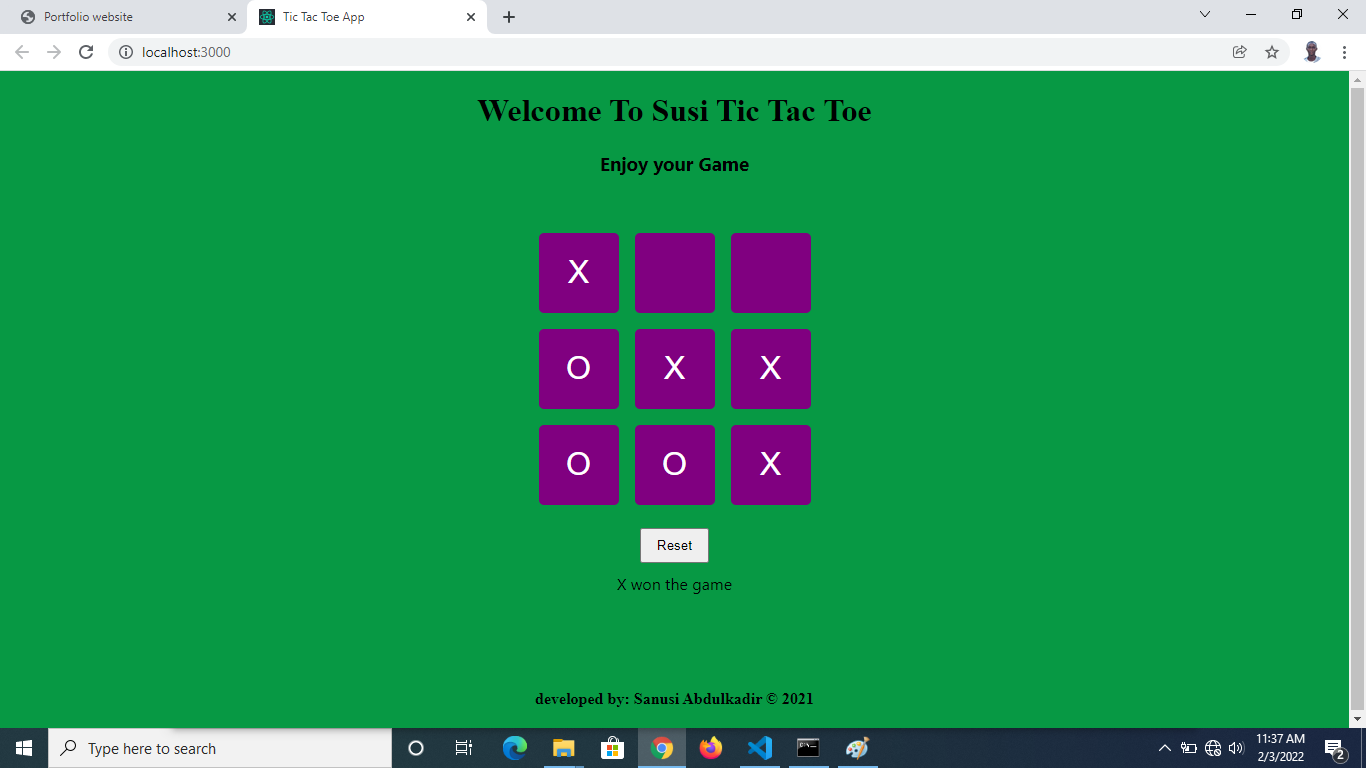 Portfolio website
Tic Tac Toe App
localhost:3000
Welcome To Susi Tic Tac Toe
Enjoy your Game
X
O X X
O O X
Reset
X won the game
developed by: Sanusi Abdulkadir © 2021
Type here to search
11:37 AM
2/3/2022
2